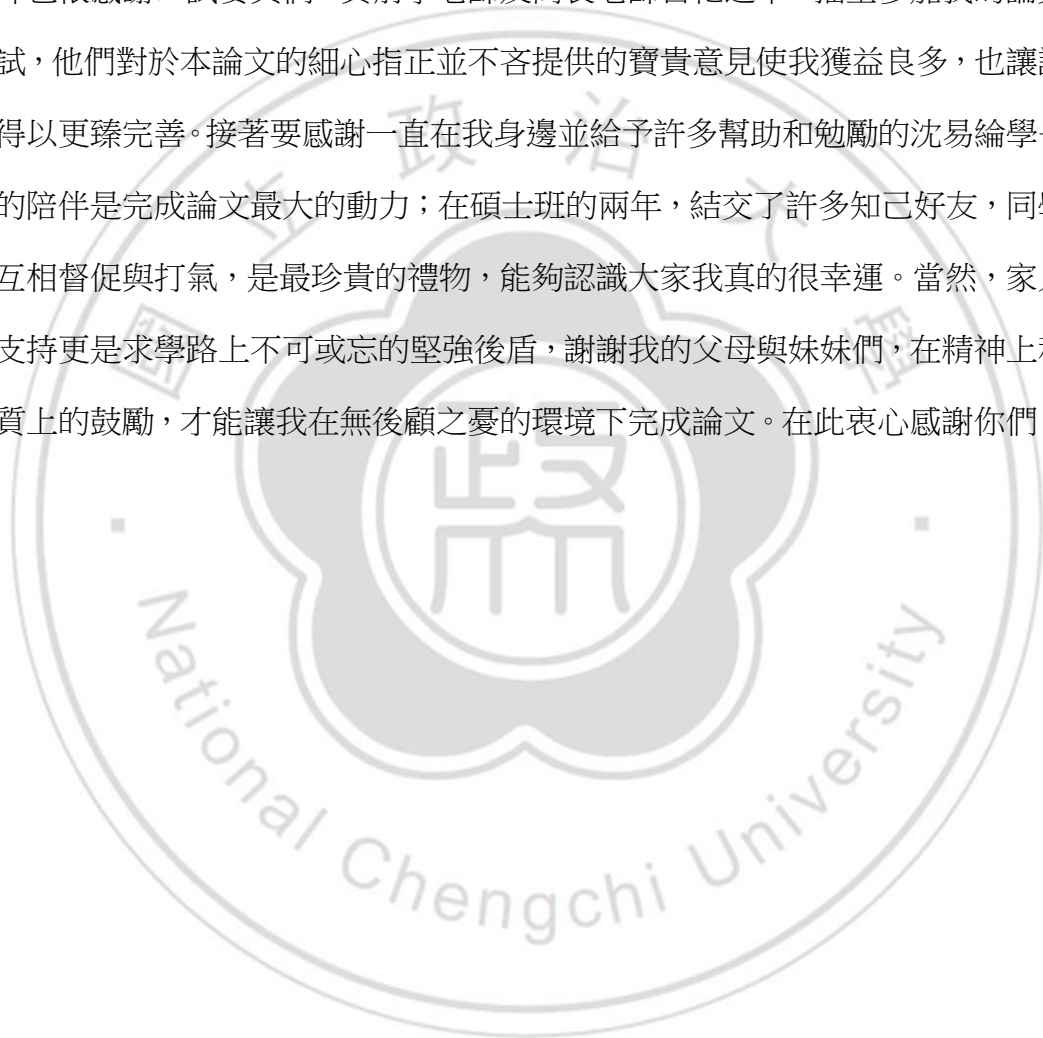 試，他們對於本論文的細心指正並不吝提供的寶貴意見使我獲益良多，也讓
得以更臻完善。接著要感謝一直在我身邊並給予許多幫助和勉勵的沈易綸學
的陪伴是完成論文最大的動力；在碩士班的兩年，結交了許多知己好友，同
互相督促與打氣，是最珍貴的禮物，能夠認識大家我真的很幸運。當然，家
支持更是求學路上不可或忘的堅強後盾，謝謝我的父母與妹妹們，在精神上
質上的鼓勵，才能讓我在無後顧之憂的環境下完成論文。在此衷心感謝你們
國立政治大學
政
National Chengchi University